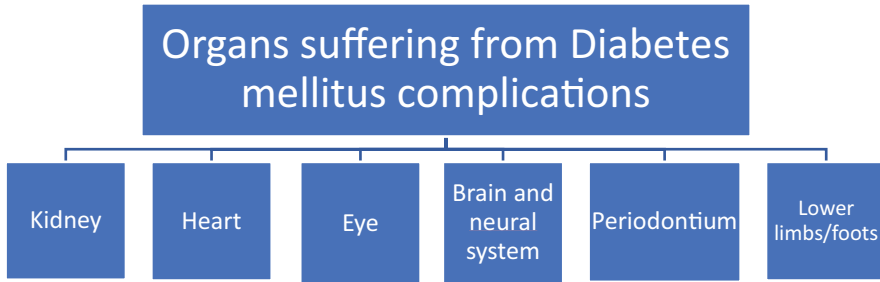 Organs suffering from Diabetes
mellitus complications
Kidney
Heart
Eye
Brain and
neural
system
Periodontium
Lower
limbs/foots